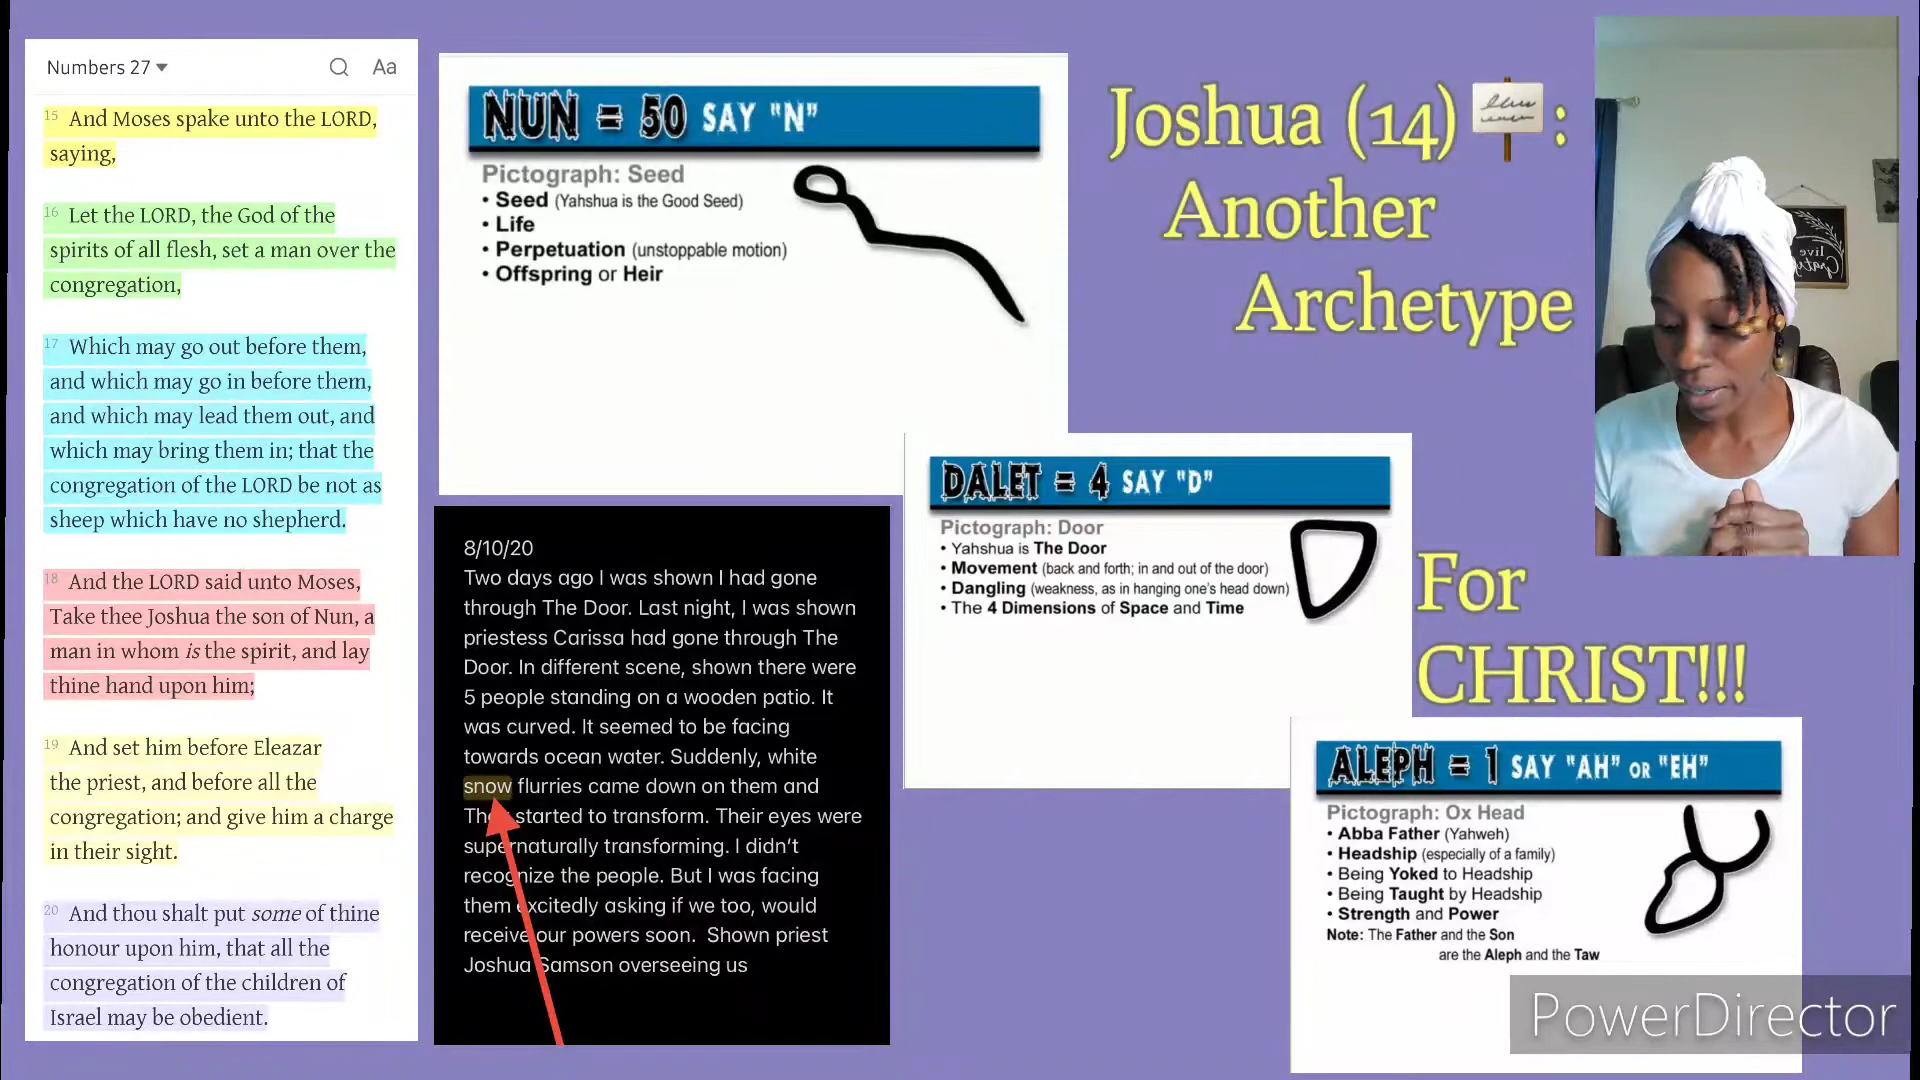 Numbers 27
Aa
15 And Moses spake unto the LORD,
saying,
16 Let the LORD, the God of the
spirits of all flesh, set a man over the
congregation,
17 Which may go out before them,
and which may go in before them,
and which may lead them out, and
which may bring them in; that the
congregation of the LORD be not as
sheep which have no shepherd.
18 And the LORD said unto Moses,
Take thee Joshua the son of Nun, a
man in whom is the spirit, and lay
thine hand upon him;
19 And set him before Eleazar
the priest, and before all the
congregation; and give him a charge
in their sight.
20 And thou shalt put some of thine
honour upon him, that all the
congregation of the children of
Israel may be obedient.
NUN = 50 SAY "N"
Pictograph: Seed
• Seed (Yahshua is the Good Seed)
• Life
• Perpetuation (unstoppable motion)
• Offspring or Heir
8/10/20
Two days ago I was shown I had gone
through The Door. Last night, I was shown
priestess Carissa had gone through The
Door. In different scene, shown there were
5 people standing on a wooden patio. It
was curved. It seemed to be facing
towards ocean water. Suddenly, white
snow flurries came down on them and
started to transform. Their eyes were
supernaturally transforming. I didn't
recognize the people. But I was facing
them excitedly asking if we too, would
receive our powers soon. Shown priest
Joshua Samson overseeing us
DALET = 4 SAY "D"
Pictograph: Door
• Yahshua is The Door
• Movement (back and forth; in and out of the door)
• Dangling (weakness, as in hanging one's head down)
• The 4 Dimensions of Space and Time
Joshua (14) :
Another
Archetype
For
CHRIST!!!
live
ALEPH = 1 SAY "AH" OR "EH"
Pictograph: Ox Head
• Abba Father (Yahweh)
• Headship (especially of a family)
• Being Yoked to Headship
• Being Taught by Headship
• Strength and Power
Note: The Father and the Son
are the Aleph and the Taw
PowerDirector